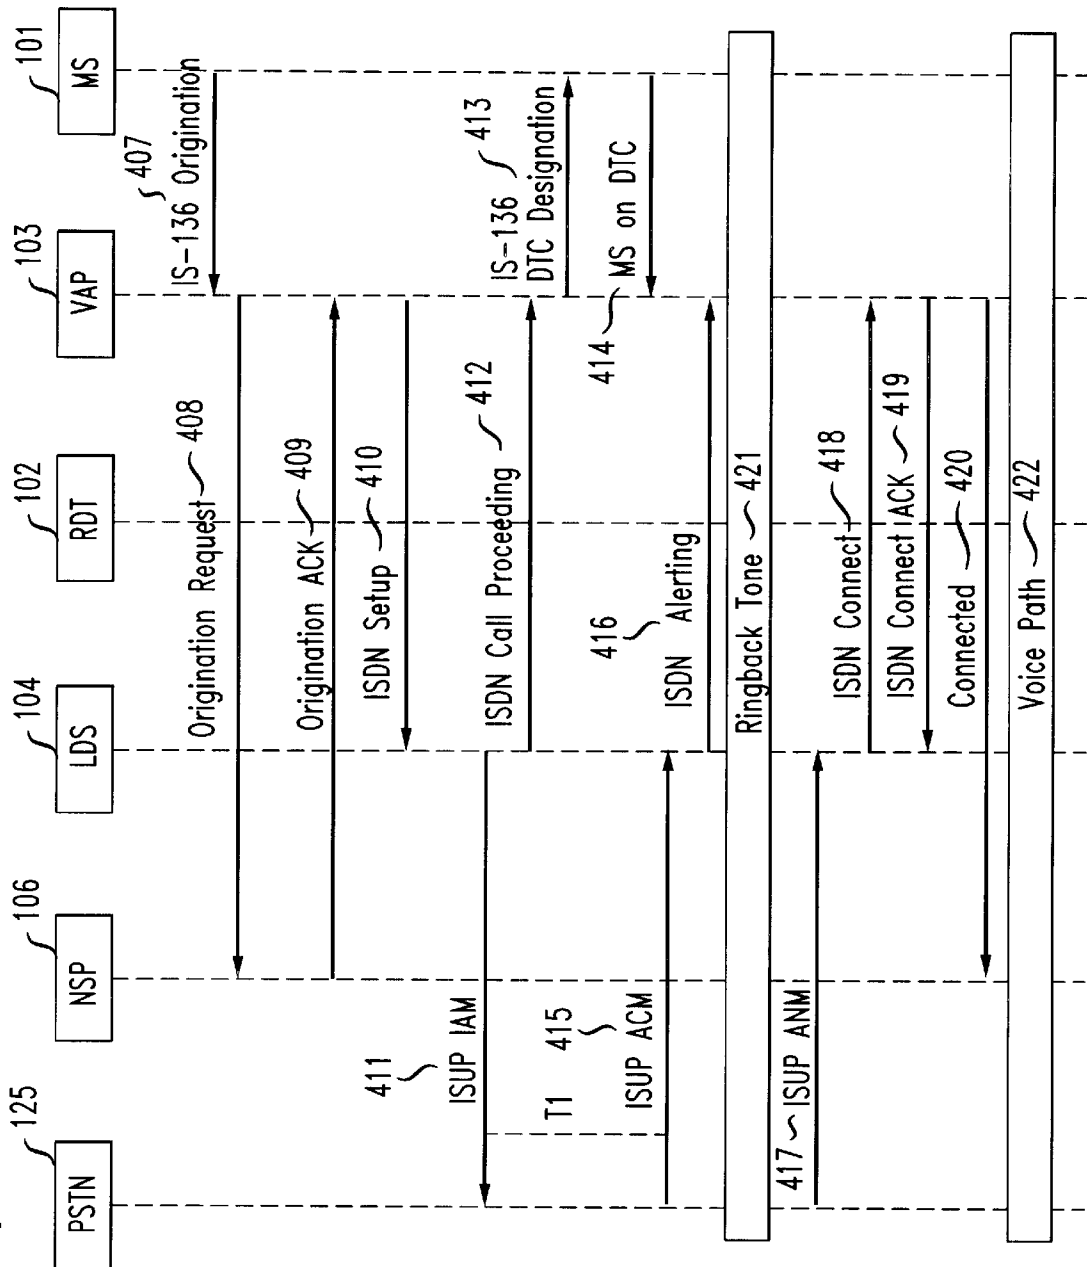 125
PSTN
106
NSP
104
LDS
102
RDT
103
VAP
101
MS
407
IS-136 Origination
Origination Request 408
Origination ACK 409
ISDN Setup 410
411
ISUP IAM
ISDN Call Proceeding 412
IS-136 413
DTC Designation
T1
414 MS on DTC
415
ISUP ACM
416
ISDN Alerting
Ringback Tone 421
417 ISUP ANM
ISDN Connect 418
ISDN Connect ACK 419
Connected 420
Voice Path 422